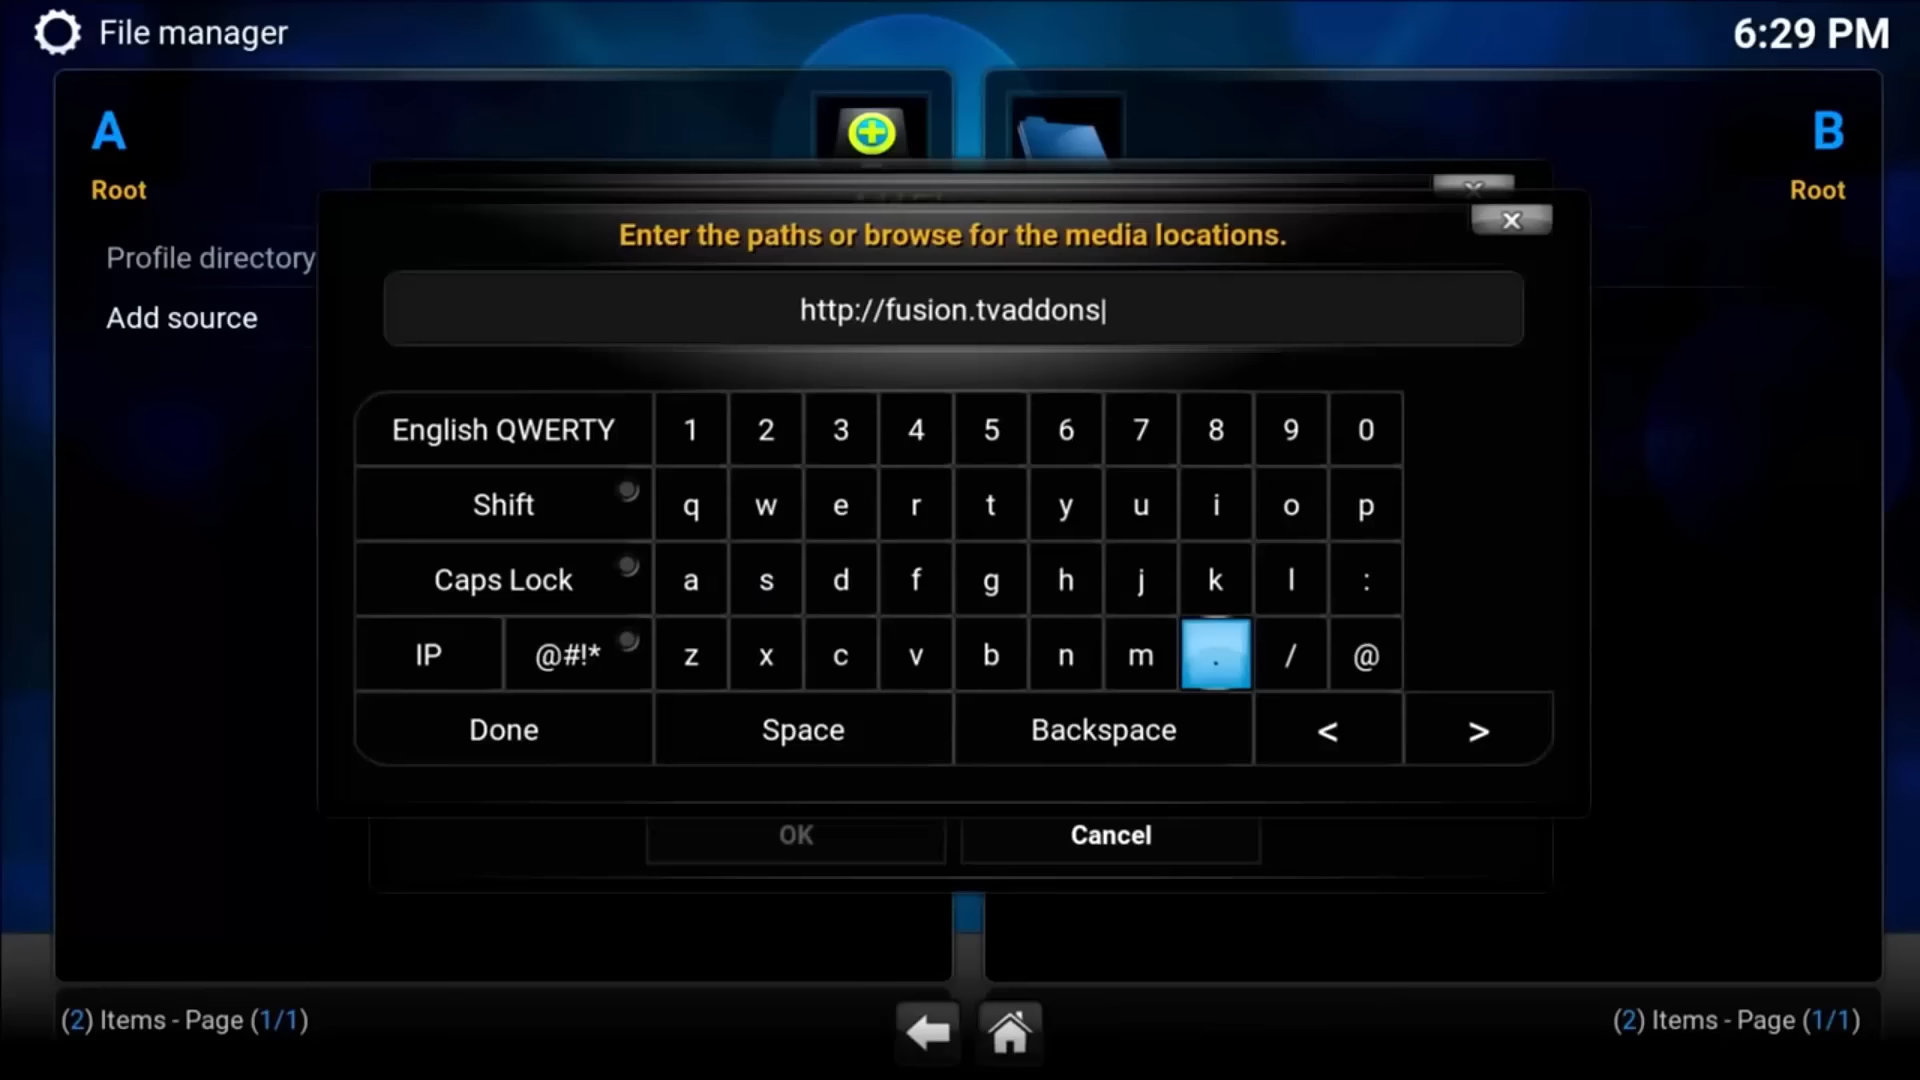 File manager
6:29 PM
A
B
Root
Root
Profile directory
Add source
Enter the paths or browse for the media locations.
http://fusion.tvaddons
English QWERTY 1 2 3 4 5 6 7 8 9 0
Shift q w e r t y u i o p
Caps Lock a s d f g h j k l :
IP @#!* z x c v b n m . / @
Done Space Backspace < >
OK Cancel
(2) Items - Page (1/1)
(2) Items - Page (1/1)